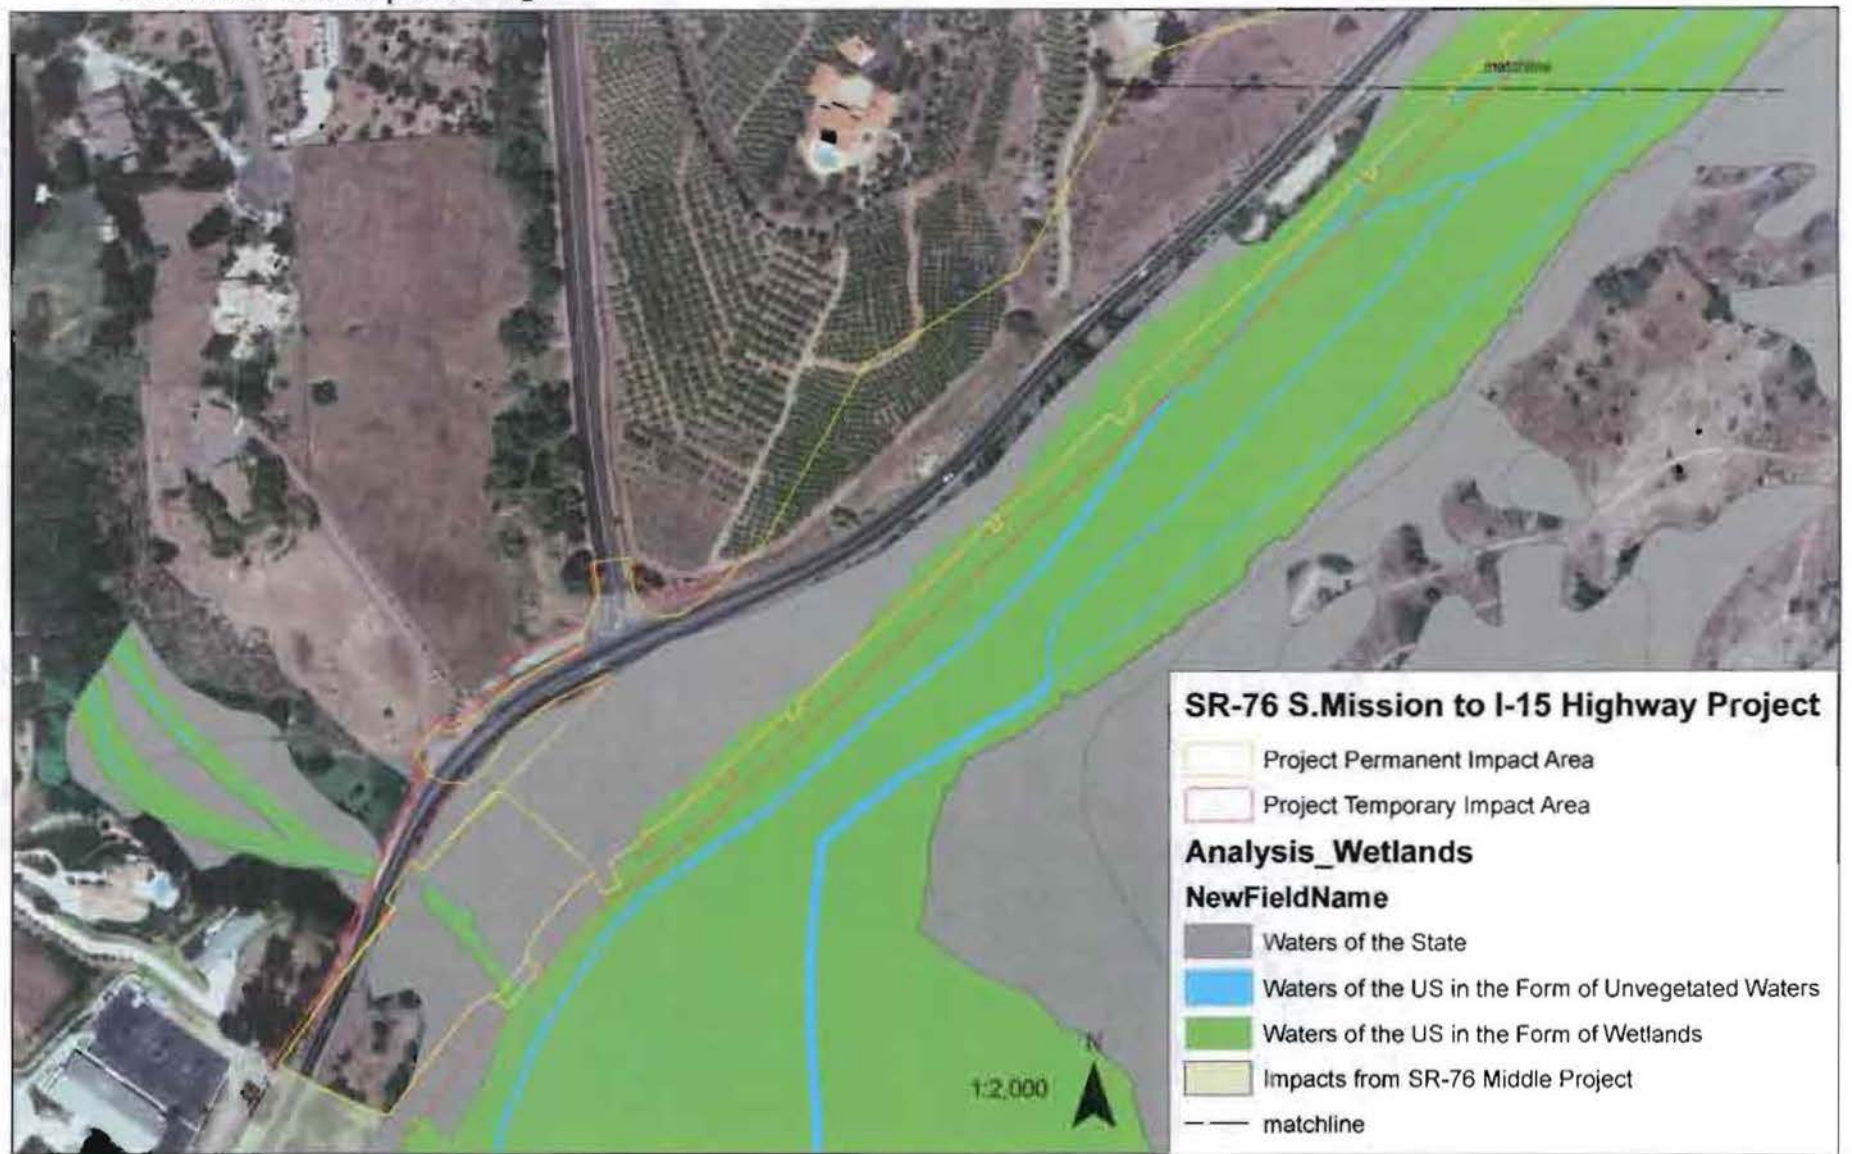 matchline
SR-76 S.Mission to I-15 Highway Project
Project Permanent Impact Area
Project Temporary Impact Area
Analysis_Wetlands
NewFieldName
Waters of the State
Waters of the US in the Form of Unvegetated Waters
Waters of the US in the Form of Wetlands
Impacts from SR-76 Middle Project
matchline
N
1:2,000